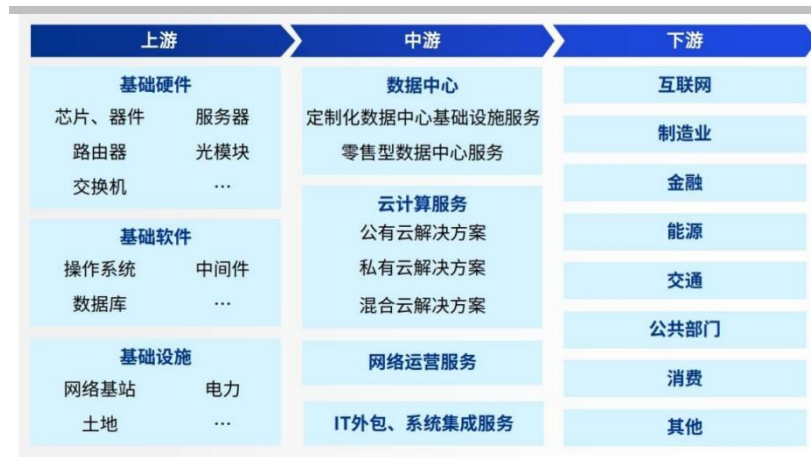 上游
基础硬件
芯片、器件 服务器
路由器 光模块
交换机 …
基础软件
操作系统 中间件
数据库 …
基础设施
网络基站 电力
土地 …
中游
数据中心
定制化数据中心基础设施服务
零售型数据中心服务
云计算服务
公有云解决方案
私有云解决方案
混合云解决方案
网络运营服务
IT外包、系统集成服务
下游
互联网
制造业
金融
能源
交通
公共部门
消费
其他